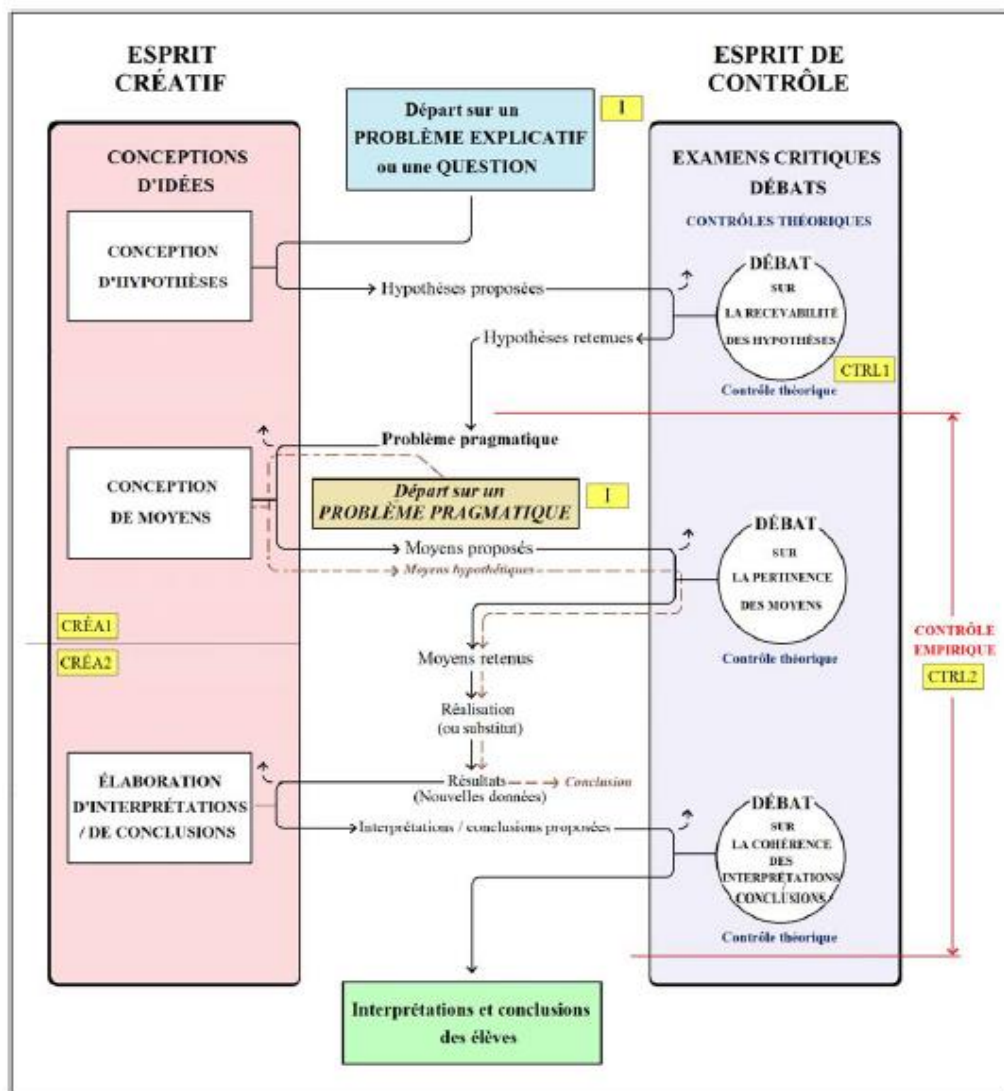 ESPRIT
CRÉATIF
ESPRIT DE
CONTRÔLE
Départ sur un
PROBLÈME EXPLICATIF
ou une QUESTION
I
CONCEPTIONS
D'IDÉES
EXAMENS CRITIQUES
DÉBATS
CONTRÔLES THÉORIQUES
CONCEPTION
D'HYPOTHÈSES
Hypothèses proposées
DÉBAT
SUR
LA RECEVABILITÉ
DES HYPOTHÈSES
Hypothèses retenues
CTRL1
Contrôle théorique
Problème pragmatique
CONCEPTION
DE MOYENS
Départ sur un
PROBLÈME PRAGMATIQUE
I
Moyens proposés
Moyens hypothétiques
DÉBAT
SUR
LA PERTINENCE
DES MOYENS
Contrôle théorique
CRÉA1
CRÉA2
CONTRÔLE
EMPIRIQUE
CTRL2
Moyens retenus
Réalisation
(ou substitut)
ÉLABORATION
D'INTERPRÉTATIONS
/ DE CONCLUSIONS
Résultats
(Nouvelles données)
Conclusion
Interprétations / conclusions proposées
DÉBAT
SUR
LA COHÉRENCE
DES
INTERPRÉTATIONS
/
CONCLUSIONS
Contrôle théorique
Interprétations et conclusions
des élèves